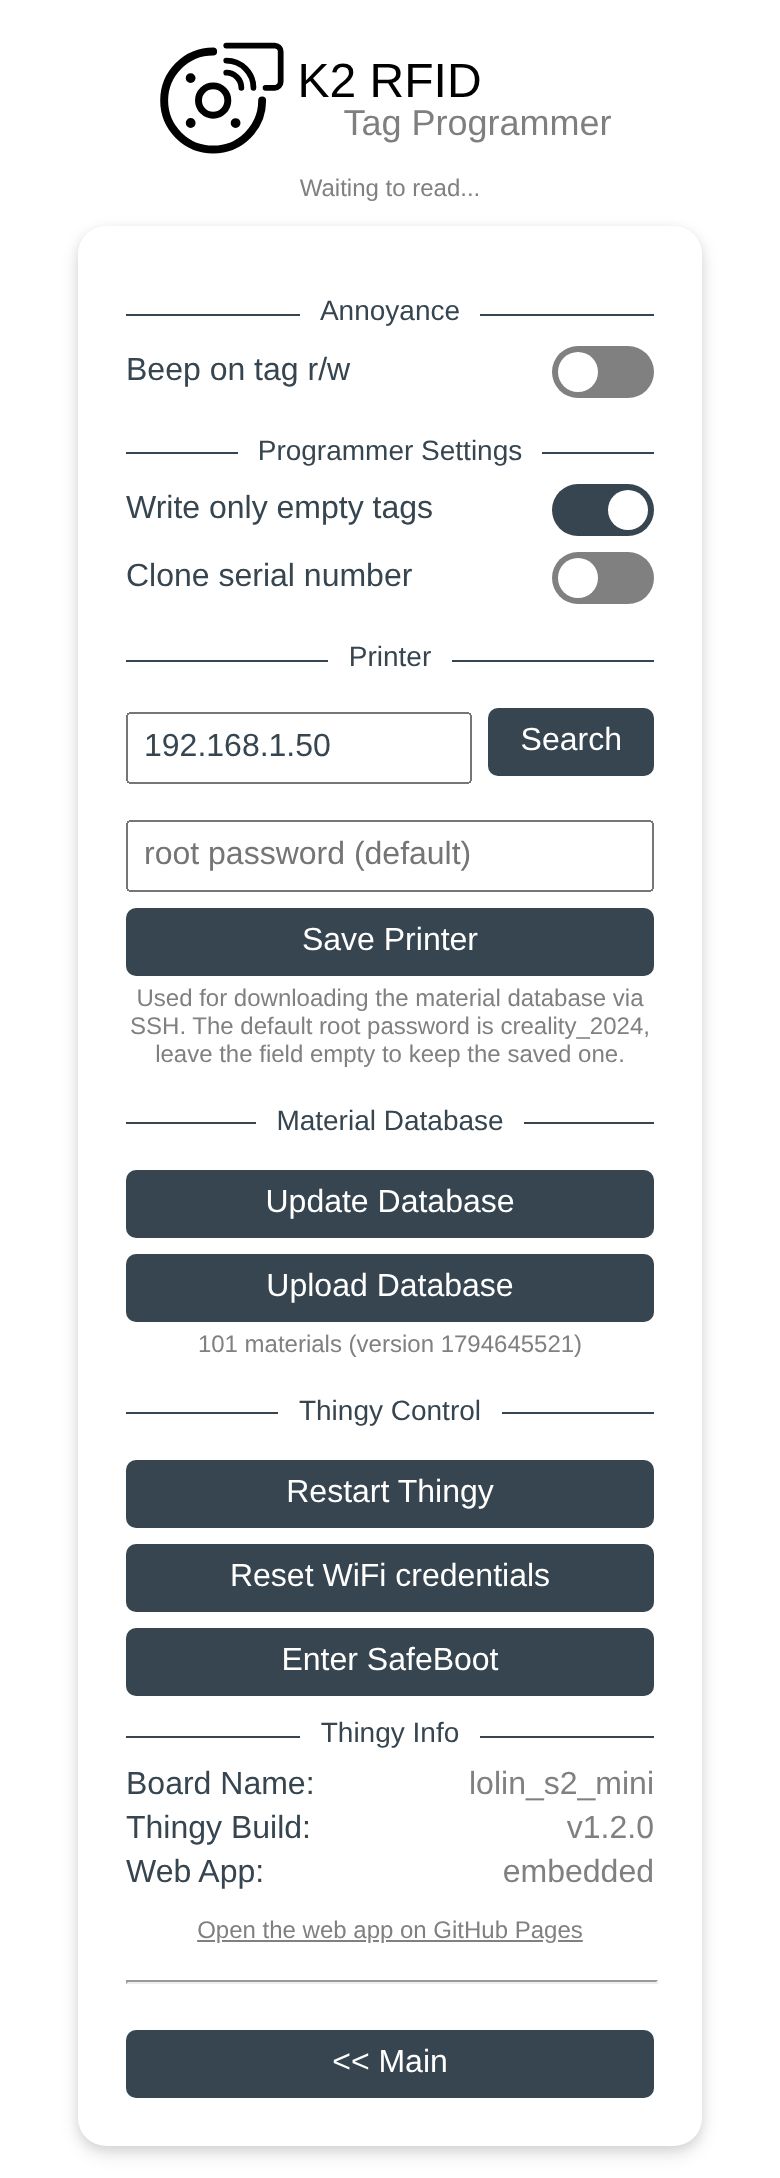 K2 RFID
Tag Programmer
Waiting to read...
Annoyance
Beep on tag r/w
Programmer Settings
Write only empty tags
Clone serial number
Printer
192.168.1.50
Search
root password (default)
Save Printer
Used for downloading the material database via
SSH. The default root password is creality_2024,
leave the field empty to keep the saved one.
Material Database
Update Database
Upload Database
101 materials (version 1794645521)
Thingy Control
Restart Thingy
Reset WiFi credentials
Enter SafeBoot
Thingy Info
Board Name: lolin_s2_mini
Thingy Build: v1.2.0
Web App: embedded
Open the web app on GitHub Pages
<< Main